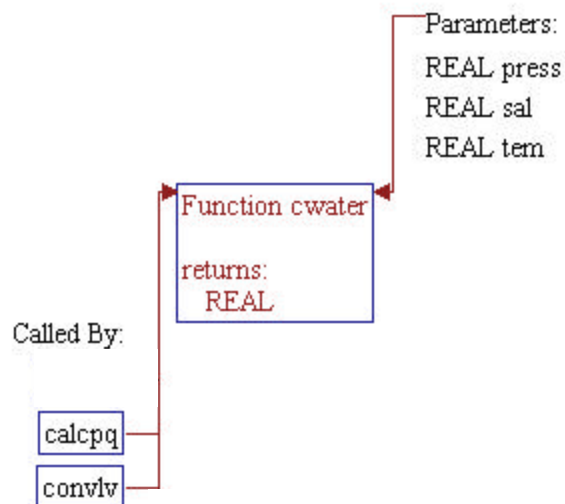 Parameters:
REAL press
REAL sal
REAL tem
Function cwater
returns:
REAL
Called By:
calcpq
convlv